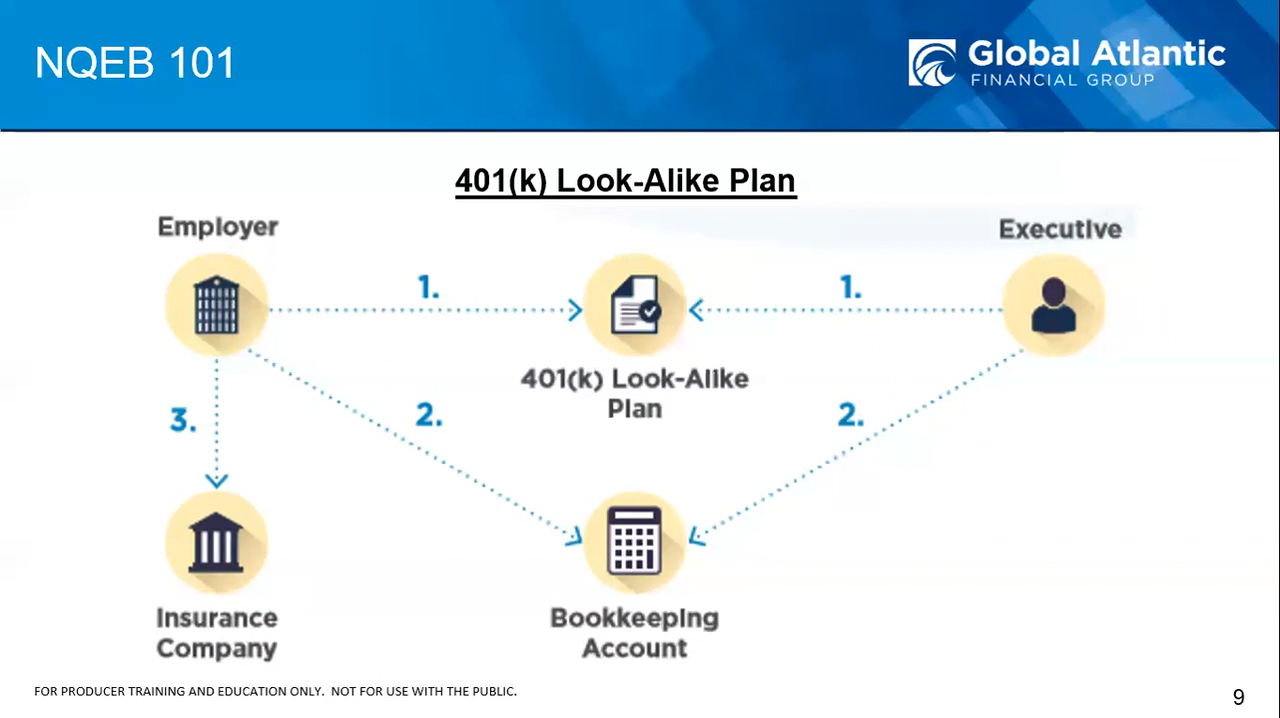 NQEB 101
Global Atlantic
FINANCIAL GROUP
401(k) Look-Alike Plan
Employer
Executive
1.
1.
401(k) Look-Alike
Plan
3.
2.
2.
Insurance
Company
Bookkeeping
Account
FOR PRODUCER TRAINING AND EDUCATION ONLY. NOT FOR USE WITH THE PUBLIC.
9